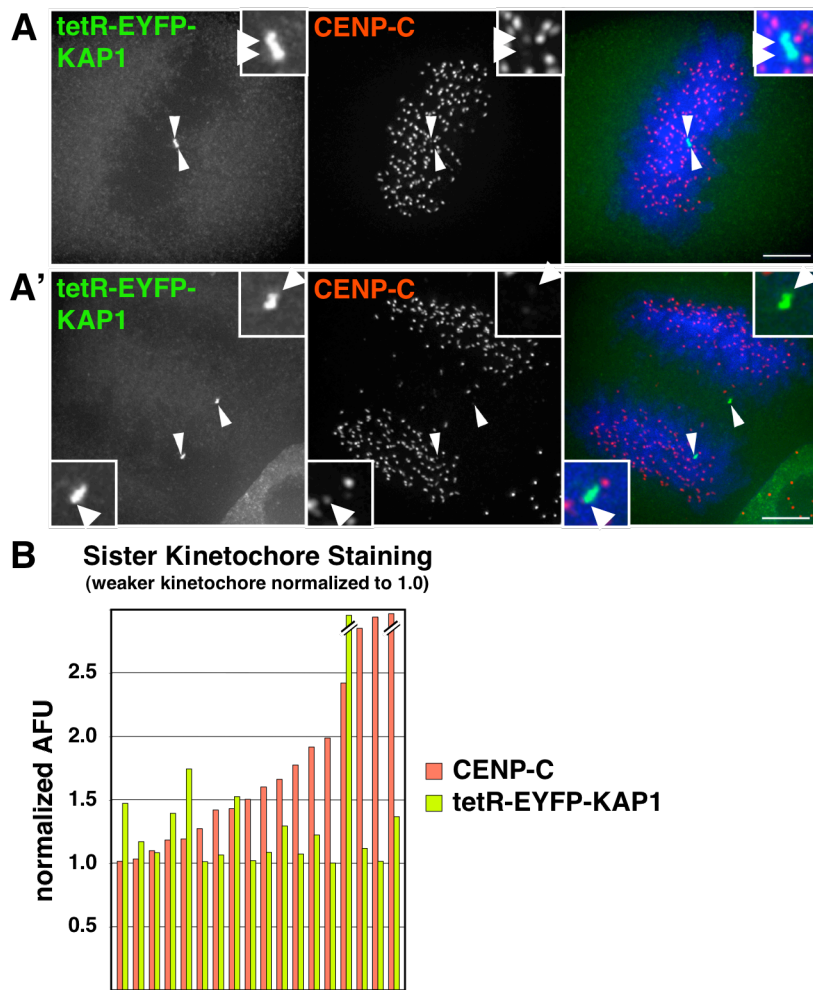 A
tetR-EYFP-
KAP1
CENP-C
A'
tetR-EYFP-
KAP1
CENP-C
B
Sister Kinetochore Staining
(weaker kinetochore normalized to 1.0)
normalized AFU
2.5
2.0
1.5
1.0
0.5
CENP-C
tetR-EYFP-KAP1